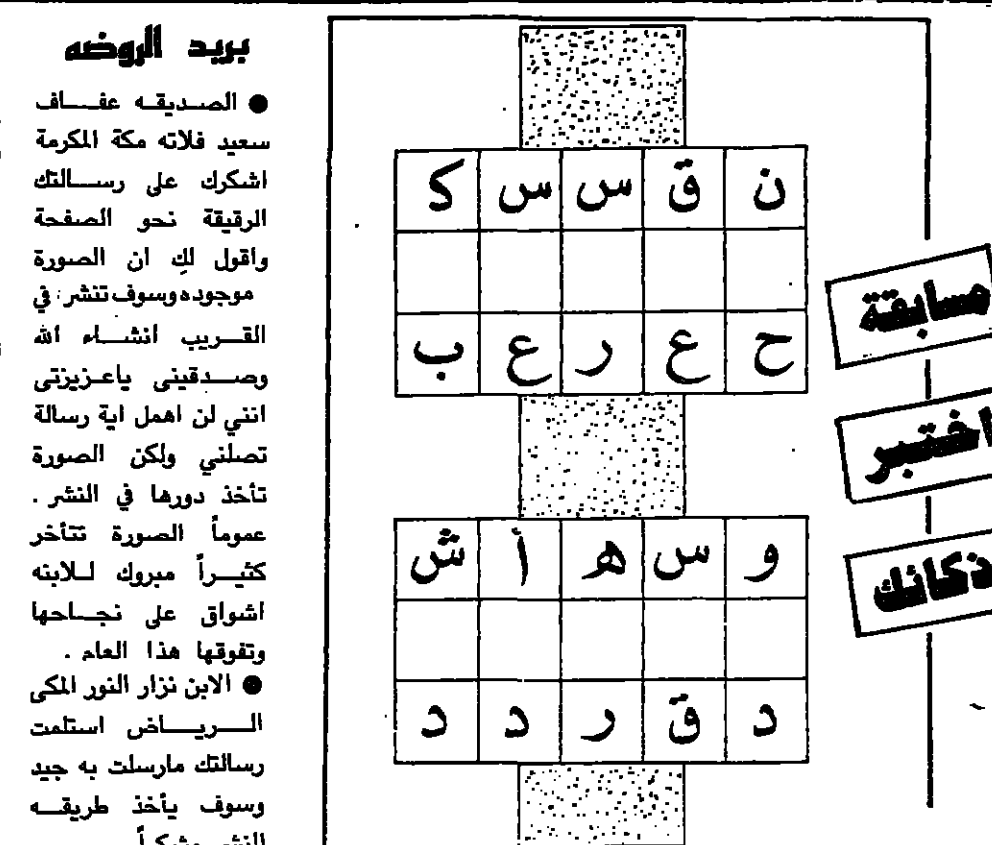 مسابقة
اختبر
ذكائك
ن ق س س ك
ح ع ر ع ب
و س ه أ ش
د ق ر د د
بريد الروضه
● الصديقه عفاف
سعيد فلاته مكة المكرمة
اشكرك على رسالتك
الرقيقة نحو الصفحة
واقول لكِ ان الصورة
موجوده وسوف تنشر في
القريب انشاء الله
وصدقينى ياعزيزتى
انني لن اهمل اية رسالة
تصلني ولكن الصورة
تأخذ دورها في النشر .
عموماً الصورة تتأخر
كثيراً مبروك للابنه
اشواق على نجاحها
وتفوقها هذا العام .
● الابن نزار النور المكى
الرياض استلمت
رسالتك مارسلت به جيد
وسوف يأخذ طريقه